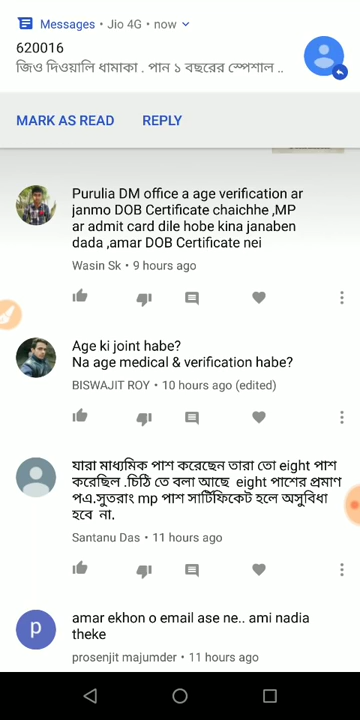 Messages • Jio 4G • now
620016
জিও দিওয়ালি ধামাকা . পান ১ বছরের স্পেশাল ..
MARK AS READ REPLY
Purulia DM office a age verification ar
janmo DOB Certificate chaichhe ,MP
ar admit card dile hobe kina janaben
dada ,amar DOB Certificate nei
Wasin Sk • 9 hours ago
Age ki joint habe?
Na age medical & verification habe?
BISWAJIT ROY • 10 hours ago (edited)
যারা মাধ্যমিক পাশ করেছেন তারা তো eight পাশ
করেছিল .চিঠি তে বলা আছে eight পাশের প্রমাণ
পএ.সুতরাং mp পাশ সার্টিফিকেট হলে অসুবিধা
হবে না.
Santanu Das • 11 hours ago
p
amar ekhon o email ase ne.. ami nadia
theke
prosenjit majumder • 11 hours ago